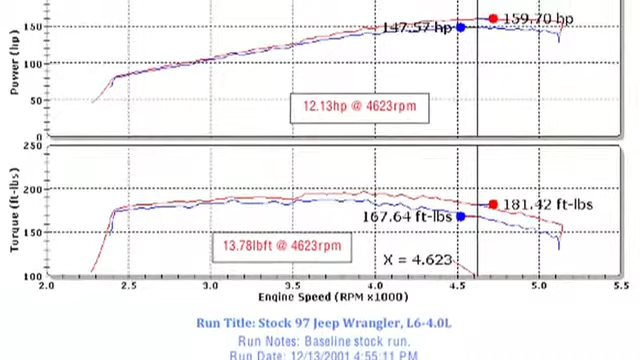 150
159.70 hp
147.57 hp
Power (hp)
100
12.13hp @ 4623rpm
50
0
250
200
181.42 ft-lbs
167.64 ft-lbs
Torque (ft-lbs)
150
13.78lbft @ 4623rpm
X = 4.623
100
2.0 2.5 3.0 3.5 4.0 4.5 5.0 5.5
Engine Speed (RPM x1000)
Run Title: Stock 97 Jeep Wrangler, L6-4.0L
Run Notes: Baseline stock run.
Run Date: 12/13/2001 4:55:11 PM